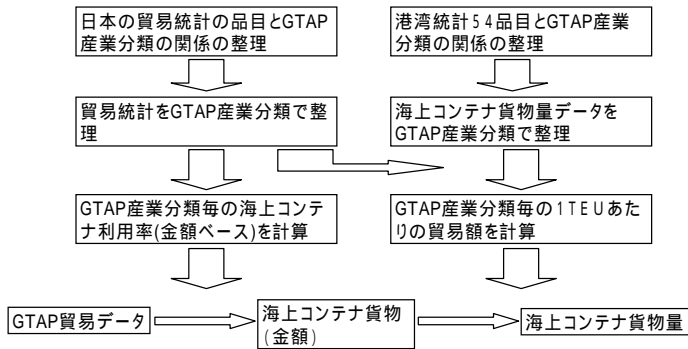 日本の貿易統計の品目とGTAP
産業分類の関係の整理
港湾統計54品目とGTAP産業
分類の関係の整理
貿易統計をGTAP産業分類で整
理
海上コンテナ貨物量データを
GTAP産業分類で整理
GTAP産業分類毎の海上コンテ
ナ利用率(金額ベース)を計算
GTAP産業分類毎の1TEUあた
りの貿易額を計算
GTAP貿易データ
海上コンテナ貨物
(金額)
海上コンテナ貨物量